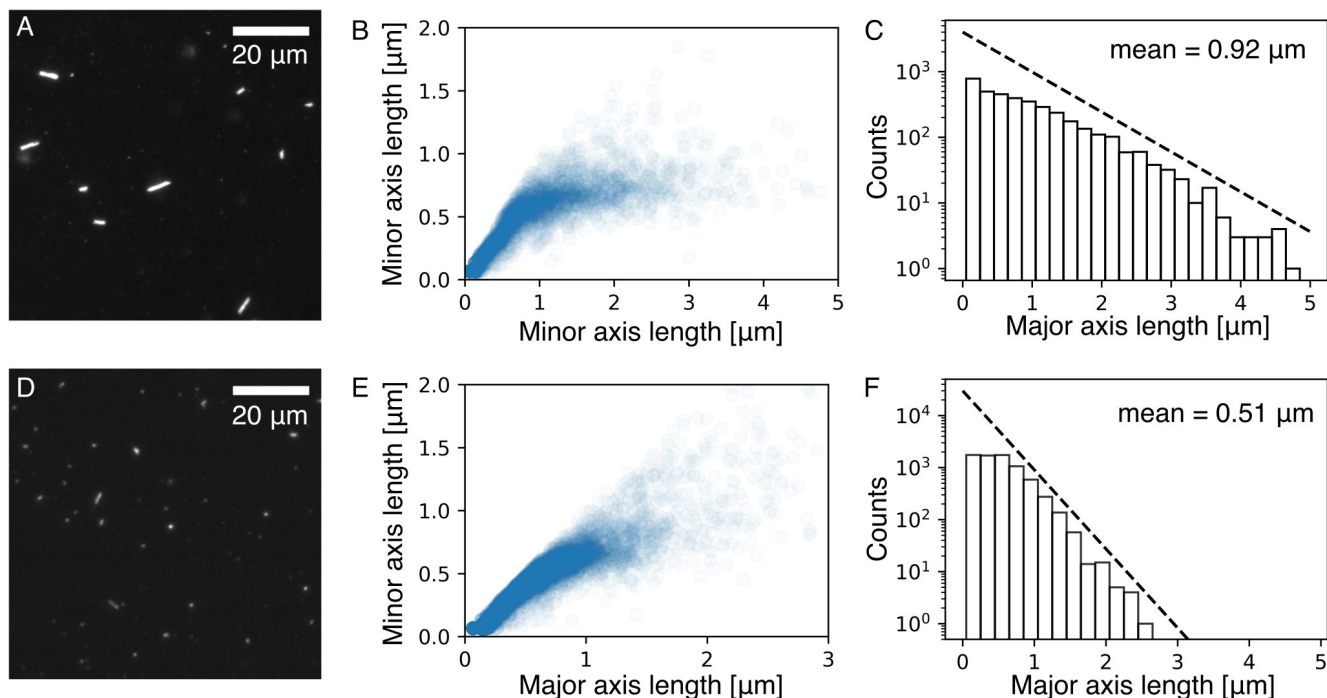 A
20 µm
B
2.0
1.5
1.0
0.5
0.0
Minor axis length [µm]
0 1 2 3 4 5
Minor axis length [µm]
C
mean = 0.92 µm
10³
10²
10¹
10⁰
Counts
0 1 2 3 4 5
Major axis length [µm]
D
20 µm
E
2.0
1.5
1.0
0.5
0.0
Minor axis length [µm]
0 1 2 3
Major axis length [µm]
F
mean = 0.51 µm
10⁴
10³
10²
10¹
10⁰
Counts
0 1 2 3 4 5
Major axis length [µm]